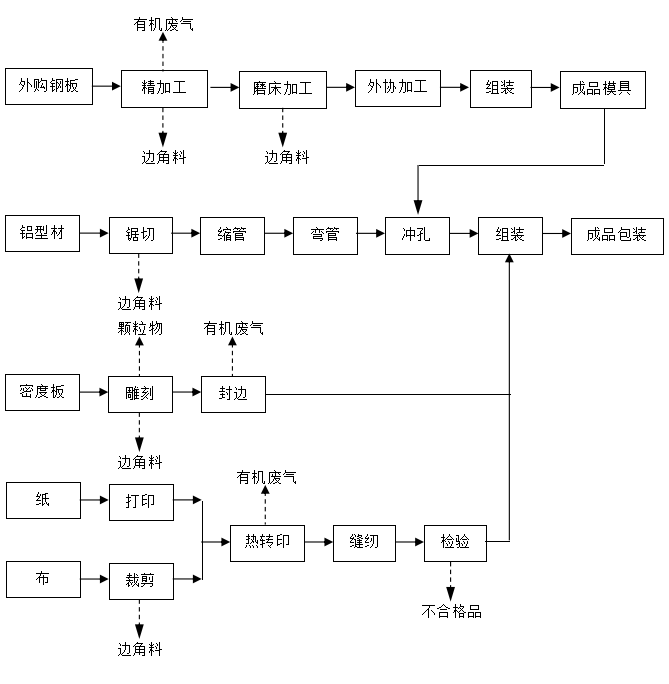 有机废气
外购钢板
精加工
磨床加工
外协加工
组装
成品模具
边角料
边角料
铝型材
锯切
缩管
弯管
冲孔
组装
成品包装
边角料
颗粒物
有机废气
密度板
雕刻
封边
边角料
有机废气
纸
打印
热转印
缝纫
检验
布
裁剪
不合格品
边角料